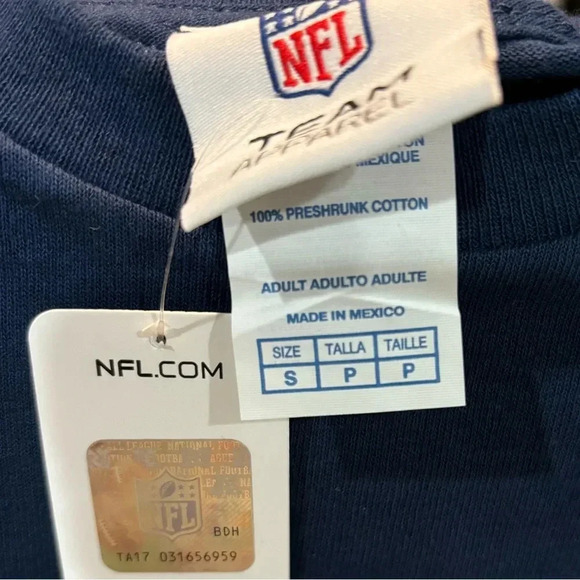 NFL
TEAM
APPAREL
MEXIQUE
100% PRESHRUNK COTTON
ADULT ADULTO ADULTE
MADE IN MEXICO
SIZE TALLA TAILLE
S P P
NFL.COM
NFL
BDH
TA17 031656959